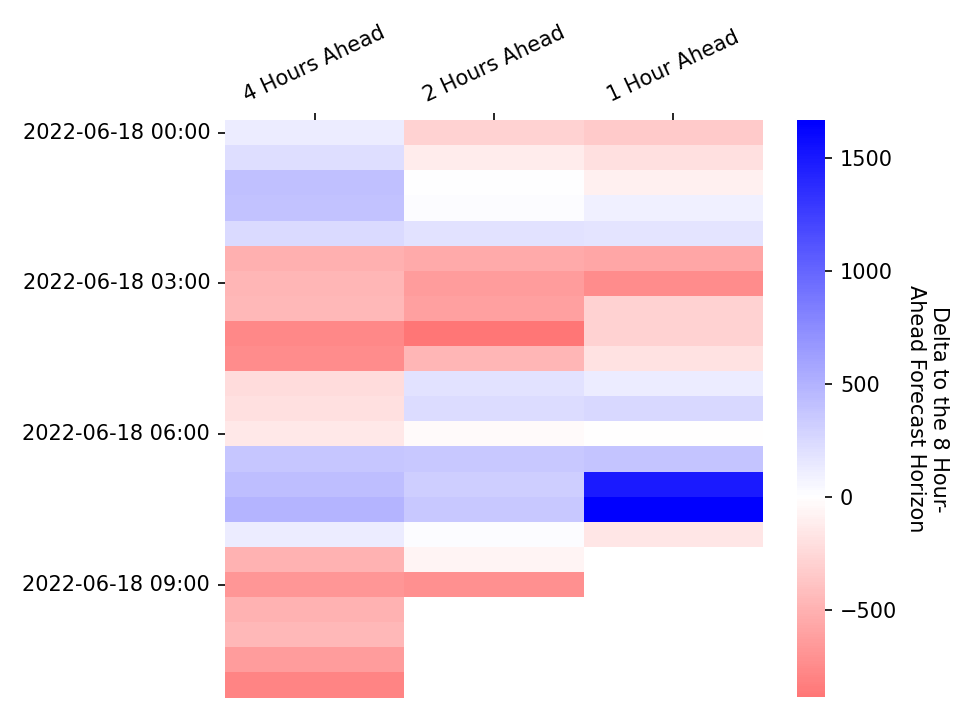 4 Hours Ahead
2 Hours Ahead
1 Hour Ahead
2022-06-18 00:00
2022-06-18 03:00
2022-06-18 06:00
2022-06-18 09:00
1500
1000
500
0
−500
Delta to the 8 Hour-
Ahead Forecast Horizon